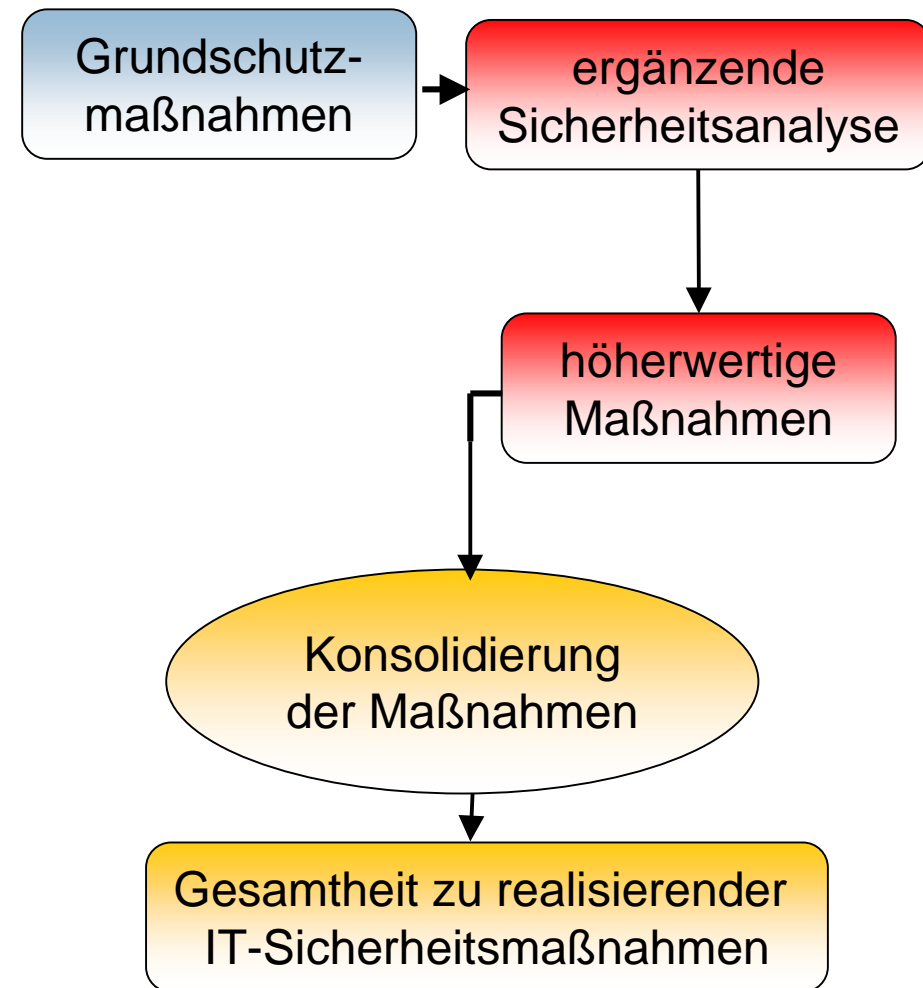 Grundschutz-
maßnahmen
ergänzende
Sicherheitsanalyse
höherwertige
Maßnahmen
Konsolidierung
der Maßnahmen
Gesamtheit zu realisierender
IT-Sicherheitsmaßnahmen